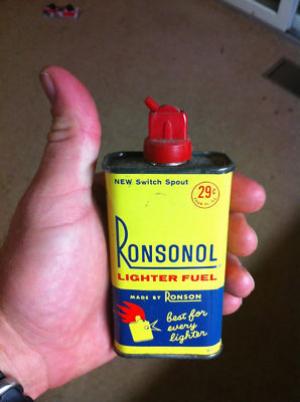 NEW Switch Spout
29¢
RONSONOL
LIGHTER FUEL
MADE BY RONSON
best for
every
lighter